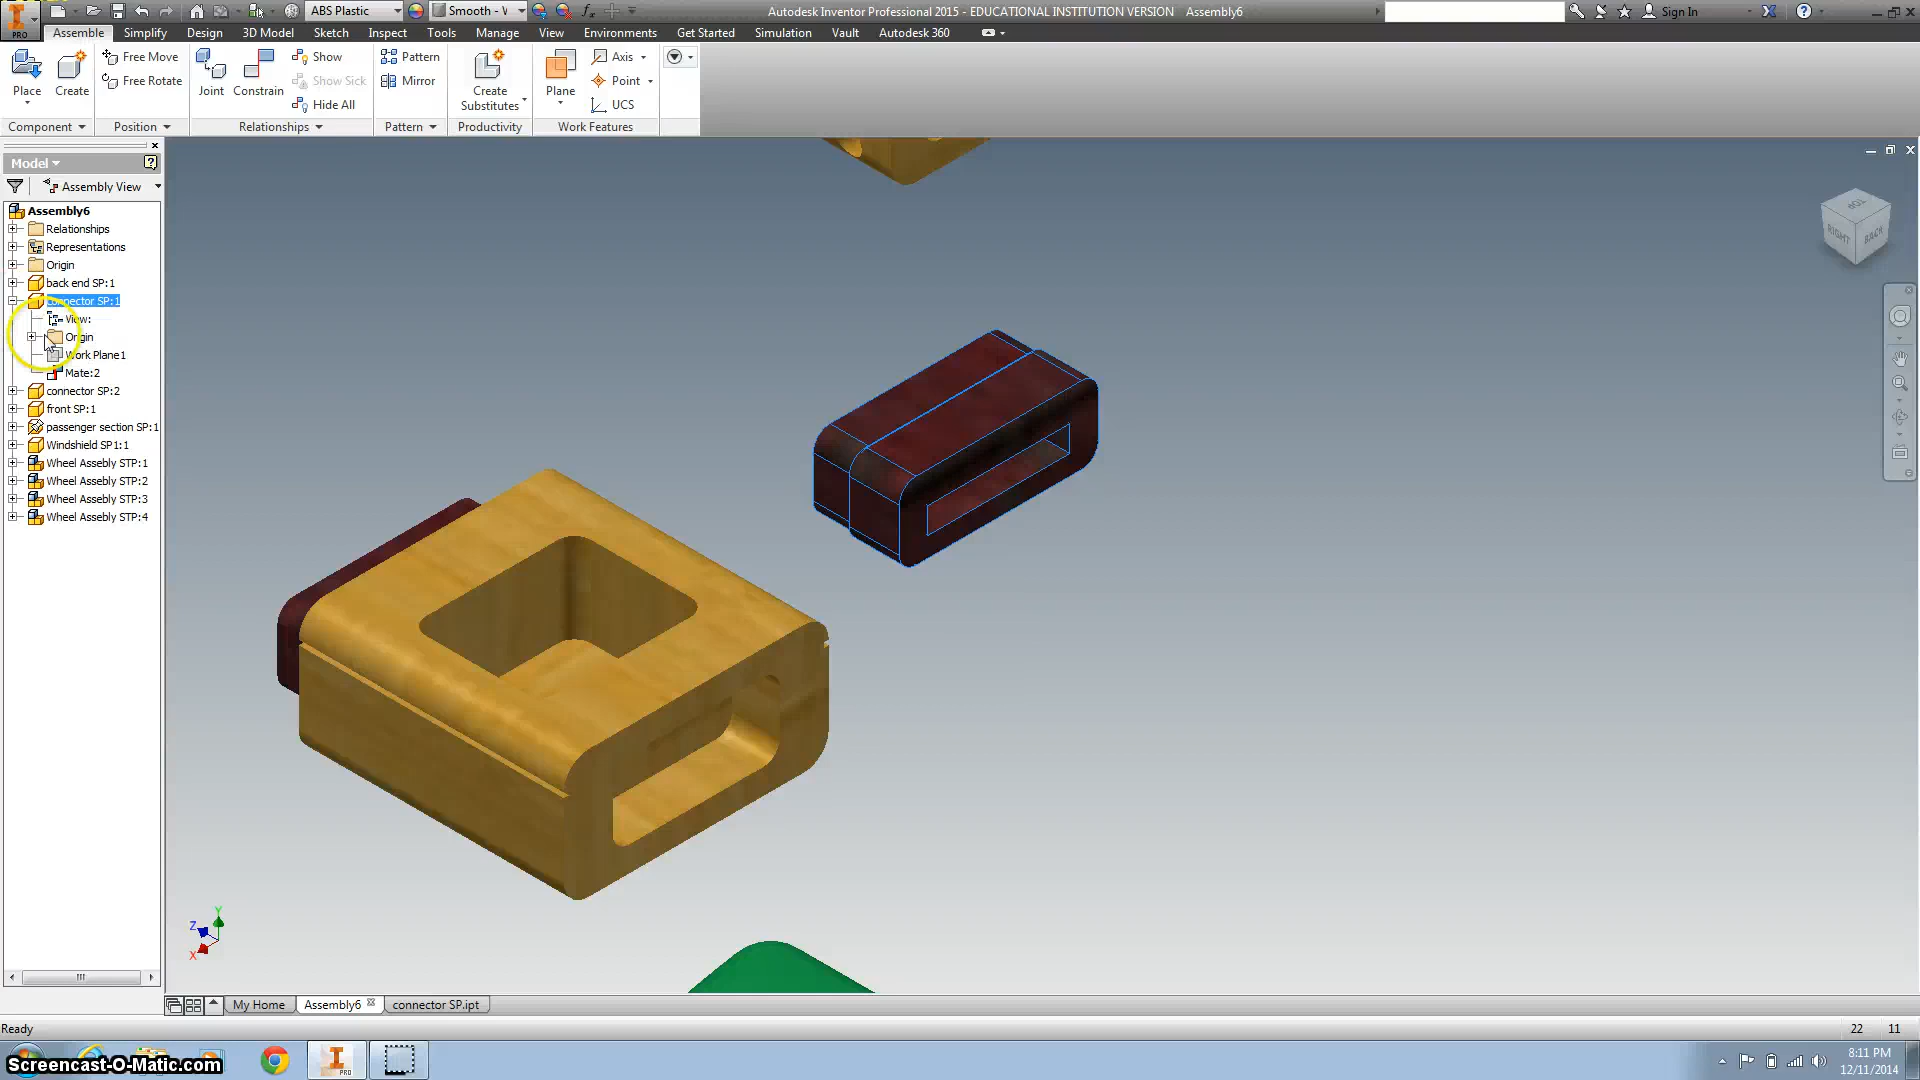 ABS Plastic
Smooth - V
Autodesk Inventor Professional 2015 - EDUCATIONAL INSTITUTION VERSION Assembly6
Sign In
PRO
Assemble Simplify Design 3D Model Sketch Inspect Tools Manage View Environments Get Started Simulation Vault Autodesk 360
Place
Create
Free Move
Free Rotate
Joint
Constrain
Show
Show Sick
Hide All
Pattern
Mirror
Create
Substitutes
Plane
Axis
Point
UCS
Component Position Relationships Pattern Productivity Work Features
Model
Assembly View
Assembly6
Relationships
Representations
Origin
back end SP:1
connector SP:1
View:
Origin
Work Plane1
Mate:2
connector SP:2
front SP:1
passenger section SP:1
Windshield SP1:1
Wheel Assebly STP:1
Wheel Assebly STP:2
Wheel Assebly STP:3
Wheel Assebly STP:4
TOP
RIGHT
BACK
Y
Z
X
My Home
Assembly6
connector SP.ipt
Ready
22 11
Screencast-O-Matic.com
PRO
8:11 PM
12/11/2014